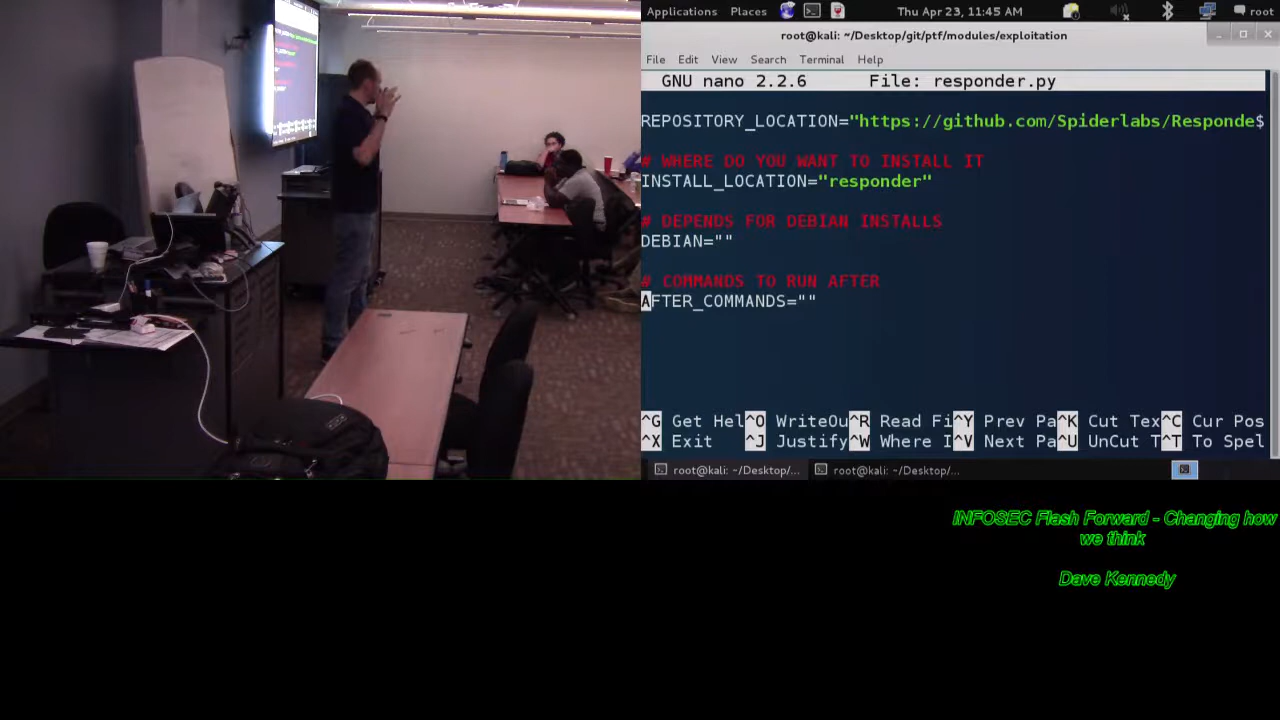 Applications Places Thu Apr 23, 11:45 AM root
root@kali: ~/Desktop/git/ptf/modules/exploitation
File Edit View Search Terminal Help
GNU nano 2.2.6 File: responder.py
REPOSITORY_LOCATION="https://github.com/Spiderlabs/Responde$
# WHERE DO YOU WANT TO INSTALL IT
INSTALL_LOCATION="responder"
# DEPENDS FOR DEBIAN INSTALLS
DEBIAN=""
# COMMANDS TO RUN AFTER
AFTER_COMMANDS=""
^G Get Hel^O WriteOu^R Read Fi^Y Prev Pa^K Cut Tex^C Cur Pos
^X Exit ^J Justify^W Where I^V Next Pa^U UnCut T^T To Spel
root@kali: ~/Desktop/... root@kali: ~/Desktop/...
INFOSEC Flash Forward - Changing how
we think
Dave Kennedy